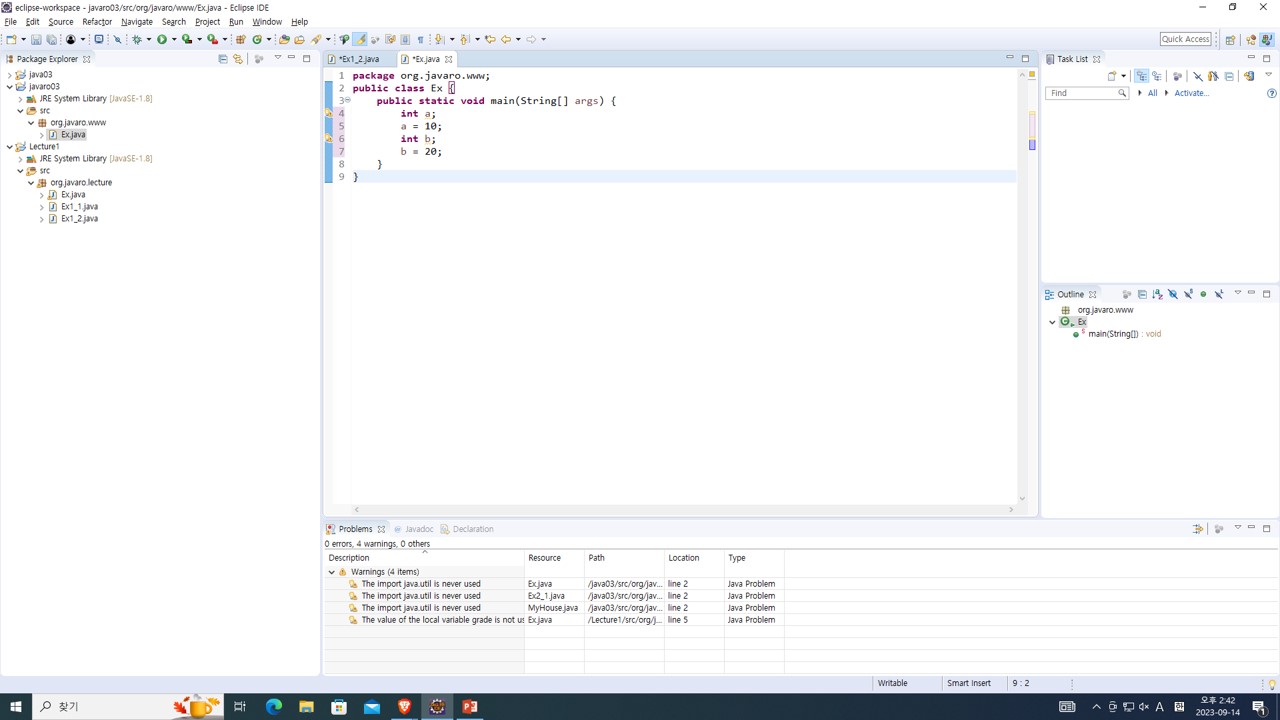 eclipse-workspace - javaro03/src/org/javaro/www/Ex.java - Eclipse IDE
File Edit Source Refactor Navigate Search Project Run Window Help
Quick Access
Package Explorer
java03
javaro03
JRE System Library [JavaSE-1.8]
src
org.javaro.www
Ex.java
Lecture1
JRE System Library [JavaSE-1.8]
src
org.javaro.lecture
Ex.java
Ex1_1.java
Ex1_2.java
*Ex1_2.java *Ex.java
1 package org.javaro.www;
2 public class Ex {
3 public static void main(String[] args) {
4 int a;
5 a = 10;
6 int b;
7 b = 20;
8 }
9 }
Task List
Find All Activate...
Outline
org.javaro.www
Ex
main(String[]) : void
Problems Javadoc Declaration
0 errors, 4 warnings, 0 others
Description Resource Path Location Type
Warnings (4 items)
The import java.util is never used Ex.java /java03/src/org/jav... line 2 Java Problem
The import java.util is never used Ex2_1.java /java03/src/org/jav... line 2 Java Problem
The import java.util is never used MyHouse.java /java03/src/org/jav... line 2 Java Problem
The value of the local variable grade is not us Ex.java /Lecture1/src/org/j... line 5 Java Problem
Writable Smart Insert 9 : 2
찾기
A 오후 2:42
2023-09-14